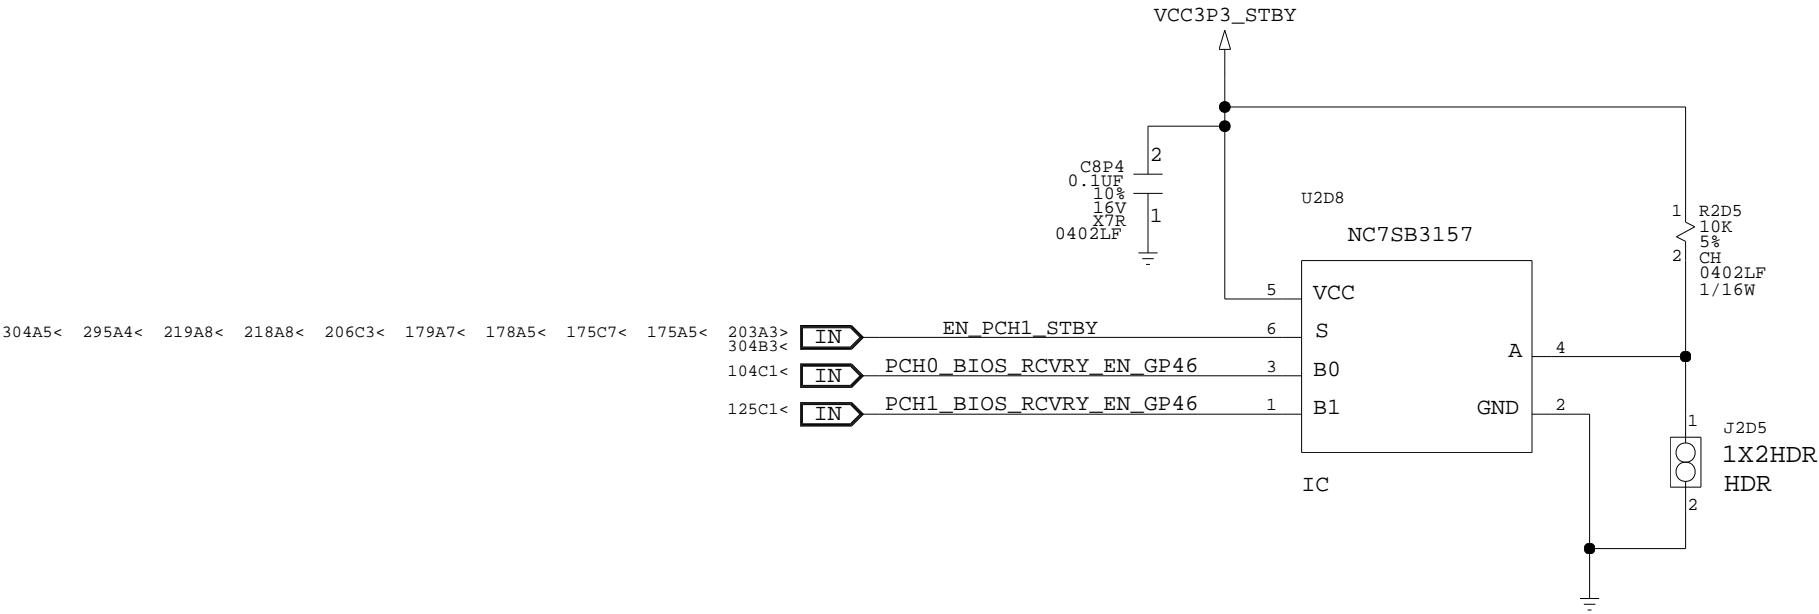 VCC3P3_STBY
2
C8P4
0.1UF
10%
16V
X7R
0402LF
1
U2D8
NC7SB3157
1
R2D5
10K
5%
CH
0402LF
1/16W
2
5 VCC
304A5< 295A4< 219A8< 218A8< 206C3< 179A7< 178A5< 175C7< 175A5< 203A3> IN EN_PCH1_STBY 6 S
304B3<
A 4
104C1< IN PCH0_BIOS_RCVRY_EN_GP46 3 B0
125C1< IN PCH1_BIOS_RCVRY_EN_GP46 1 B1 GND 2
1
J2D5
1X2HDR
HDR
2
IC